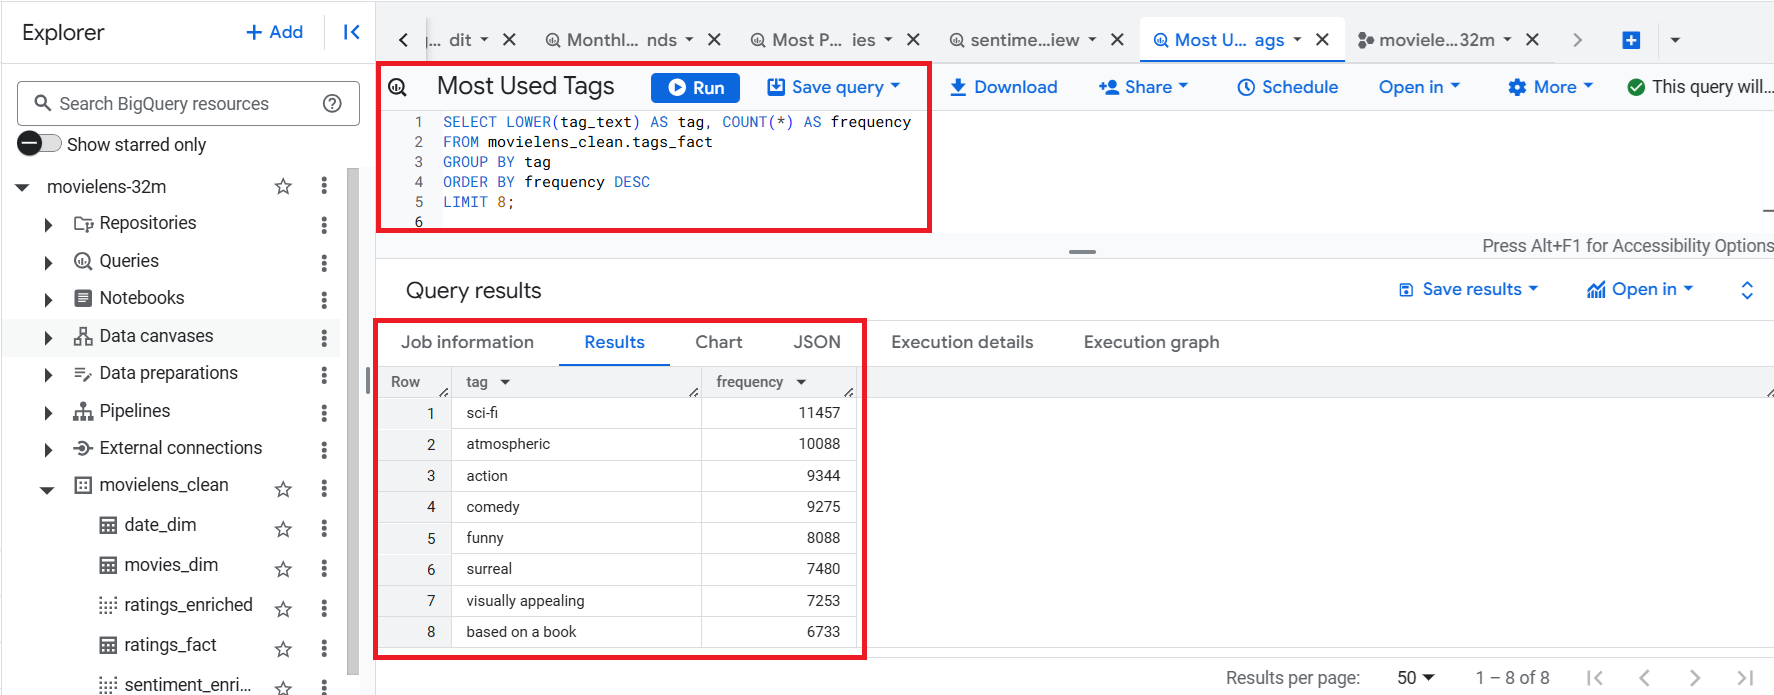 Explorer
+ Add
Search BigQuery resources
Show starred only
movielens-32m
Repositories
Queries
Notebooks
Data canvases
Data preparations
Pipelines
External connections
movielens_clean
date_dim
movies_dim
ratings_enriched
ratings_fact
sentiment_enri...
... dit
Monthl... nds
Most P... ies
sentime...iew
Most U... ags
moviele...32m
Most Used Tags
Run
Save query
Download
Share
Schedule
Open in
More
This query will...
1 SELECT LOWER(tag_text) AS tag, COUNT(*) AS frequency
2 FROM movielens_clean.tags_fact
3 GROUP BY tag
4 ORDER BY frequency DESC
5 LIMIT 8;
6
Press Alt+F1 for Accessibility Options
Query results
Save results
Open in
Job information Results Chart JSON Execution details Execution graph
Row tag frequency
1 sci-fi 11457
2 atmospheric 10088
3 action 9344
4 comedy 9275
5 funny 8088
6 surreal 7480
7 visually appealing 7253
8 based on a book 6733
Results per page: 50 1 – 8 of 8